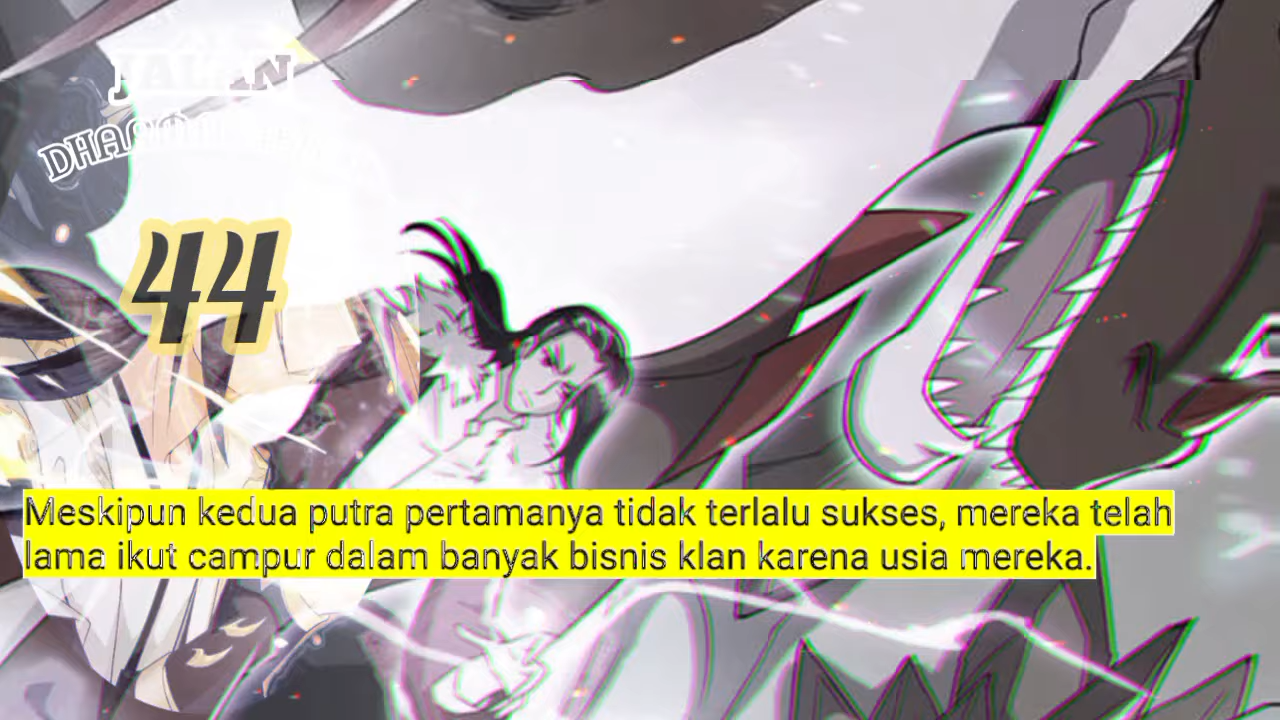 JALAN
44
Meskipun kedua putra pertamanya tidak terlalu sukses, mereka telah
lama ikut campur dalam banyak bisnis klan karena usia mereka.